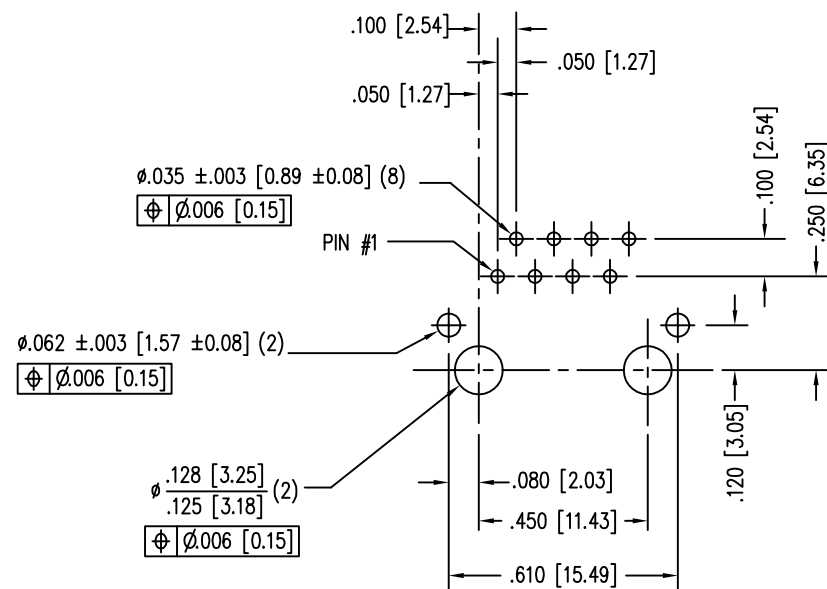 .100 [2.54]
.050 [1.27]
.050 [1.27]
.100 [2.54]
.250 [6.35]
⌀.035 ±.003 [0.89 ±0.08] (8)
⌖ ⌀.006 [0.15]
PIN #1
⌀.062 ±.003 [1.57 ±0.08] (2)
⌖ ⌀.006 [0.15]
.120 [3.05]
⌀ .128 [3.25]
.125 [3.18] (2)
⌖ ⌀.006 [0.15]
.080 [2.03]
.450 [11.43]
.610 [15.49]